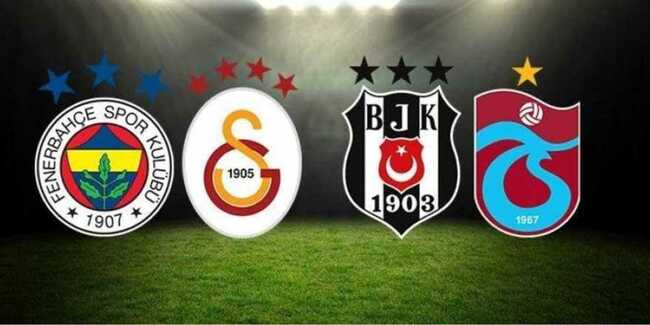 FENERBAHÇE SPOR KULÜBÜ
1907
1905
BJK
1903
1967